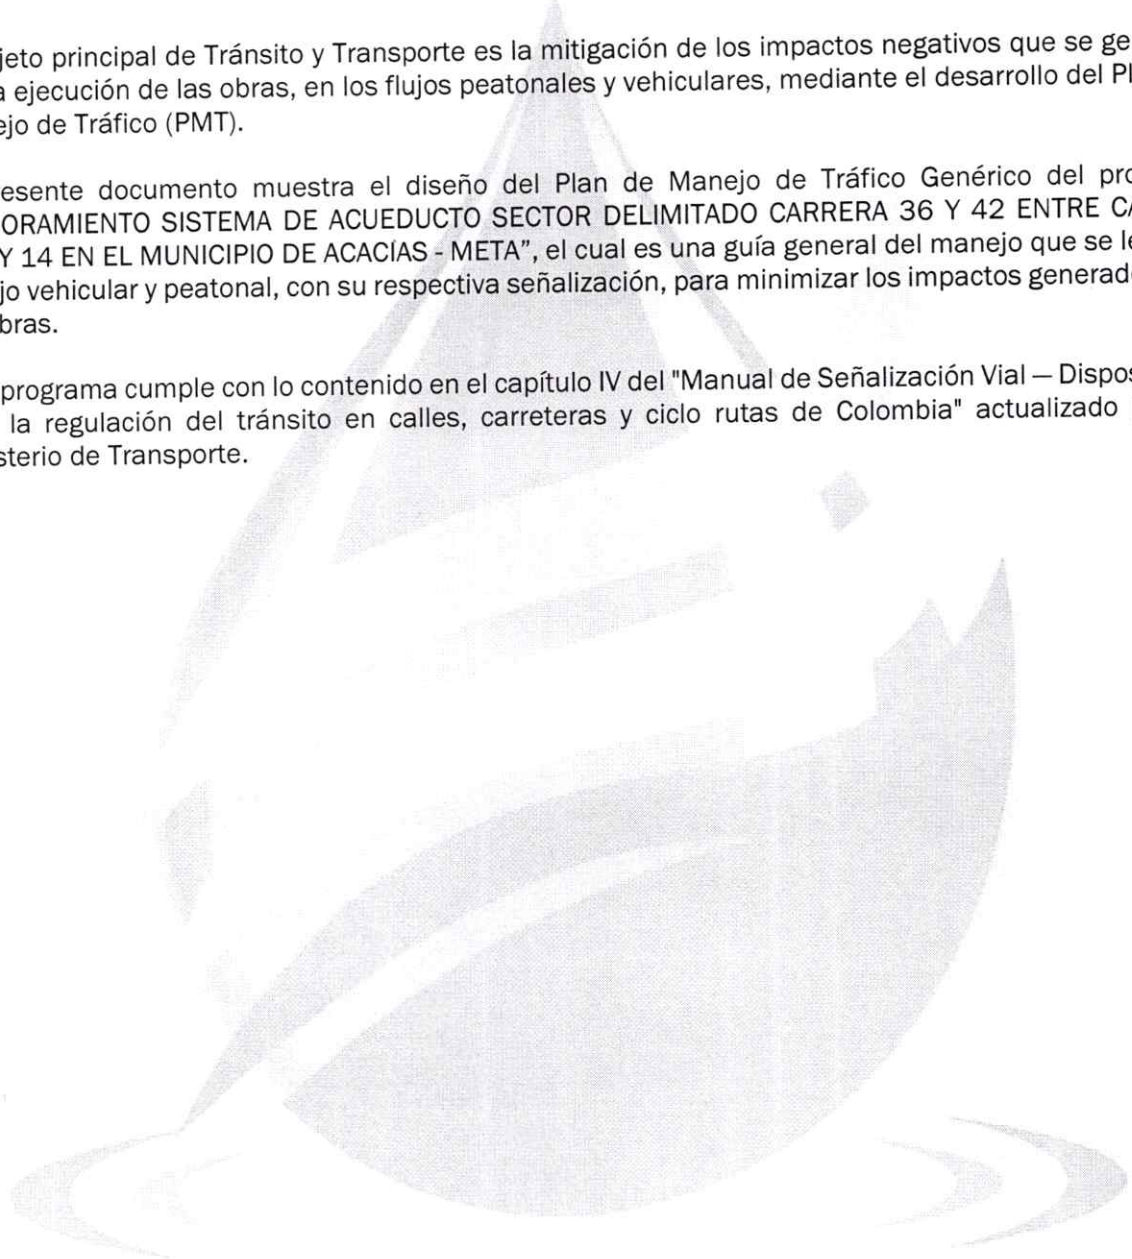 jeto principal de Tránsito y Transporte es la mitigación de los impactos negativos que se ge
a ejecución de las obras, en los flujos peatonales y vehiculares, mediante el desarrollo del Pl
ejo de Tráfico (PMT).
esente documento muestra el diseño del Plan de Manejo de Tráfico Genérico del pro
ORAMIENTO SISTEMA DE ACUEDUCTO SECTOR DELIMITADO CARRERA 36 Y 42 ENTRE CA
Y 14 EN EL MUNICIPIO DE ACACÍAS - META”, el cual es una guía general del manejo que se le
jo vehicular y peatonal, con su respectiva señalización, para minimizar los impactos generad
bras.
programa cumple con lo contenido en el capítulo IV del "Manual de Señalización Vial — Dispos
la regulación del tránsito en calles, carreteras y ciclo rutas de Colombia" actualizado
sterio de Transporte.